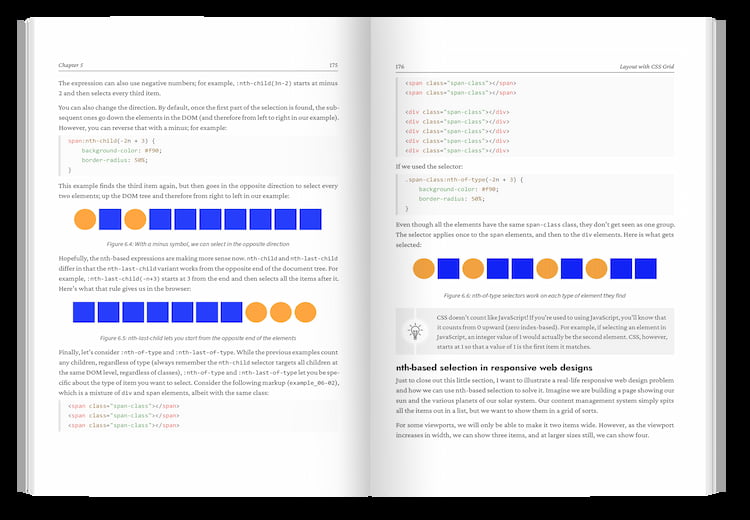 Chapter 5 175
The expression can also use negative numbers; for example, :nth-child(3n-2) starts at minus
2 and then selects every third item.
You can also change the direction. By default, once the first part of the selection is found, the sub-
sequent ones go down the elements in the DOM (and therefore from left to right in our example).
However, you can reverse that with a minus; for example:
span:nth-child(-2n + 3) {
background-color: #f90;
border-radius: 50%;
}
This example finds the third item again, but then goes in the opposite direction to select every
two elements; up the DOM tree and therefore from right to left in our example:
Figure 6.4: With a minus symbol, we can select in the opposite direction
Hopefully, the nth-based expressions are making more sense now. nth-child and nth-last-child
differ in that the nth-last-child variant works from the opposite end of the document tree. For
example, :nth-last-child(-n+3) starts at 3 from the end and then selects all the items after it.
Here's what that rule gives us in the browser:
Figure 6.5: nth-last-child lets you start from the opposite end of the elements
Finally, let's consider :nth-of-type and :nth-last-of-type. While the previous examples count
any children, regardless of type (always remember the nth-child selector targets all children at
the same DOM level, regardless of classes), :nth-of-type and :nth-last-of-type let you be spe-
cific about the type of item you want to select. Consider the following markup (example_06-02),
which is a mixture of div and span elements, albeit with the same class:
<span class="span-class"></span>
<span class="span-class"></span>
<span class="span-class"></span>
176 Layout with CSS Grid
<span class="span-class"></span>
<span class="span-class"></span>
<div class="span-class"></div>
<div class="span-class"></div>
<div class="span-class"></div>
<div class="span-class"></div>
<div class="span-class"></div>
If we used the selector:
.span-class:nth-of-type(-2n + 3) {
background-color: #f90;
border-radius: 50%;
}
Even though all the elements have the same span-class class, they don't get seen as one group.
The selector applies once to the span elements, and then to the div elements. Here is what gets
selected:
Figure 6.6: nth-of-type selectors work on each type of element they find
CSS doesn't count like JavaScript! If you're used to using JavaScript, you'll know that
it counts from 0 upward (zero index-based). For example, if selecting an element in
JavaScript, an integer value of 1 would actually be the second element. CSS, however,
starts at 1 so that a value of 1 is the first item it matches.
nth-based selection in responsive web designs
Just to close out this little section, I want to illustrate a real-life responsive web design problem
and how we can use nth-based selection to solve it. Imagine we are building a page showing our
sun and the various planets of our solar system. Our content management system simply spits
all the items out in a list, but we want to show them in a grid of sorts.
For some viewports, we will only be able to make it two items wide. However, as the viewport
increases in width, we can show three items, and at larger sizes still, we can show four.